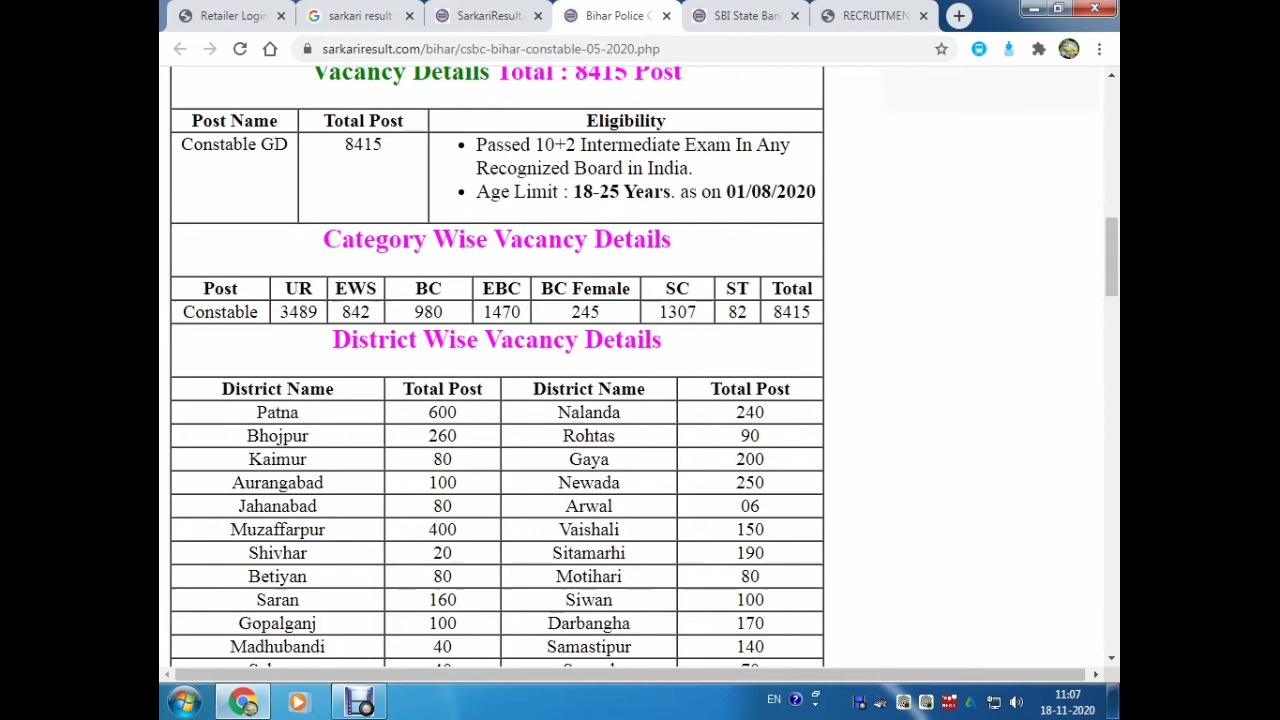 Retailer Login
sarkari result
SarkariResult.
Bihar Police C
SBI State Ban
RECRUITMEN
sarkariresult.com/bihar/csbc-bihar-constable-05-2020.php
Vacancy Details Total : 8415 Post
Post Name Total Post Eligibility
Constable GD 8415
• Passed 10+2 Intermediate Exam In Any
Recognized Board in India.
• Age Limit : 18-25 Years. as on 01/08/2020
Category Wise Vacancy Details
Post UR EWS BC EBC BC Female SC ST Total
Constable 3489 842 980 1470 245 1307 82 8415
District Wise Vacancy Details
District Name Total Post District Name Total Post
Patna 600 Nalanda 240
Bhojpur 260 Rohtas 90
Kaimur 80 Gaya 200
Aurangabad 100 Newada 250
Jahanabad 80 Arwal 06
Muzaffarpur 400 Vaishali 150
Shivhar 20 Sitamarhi 190
Betiyan 80 Motihari 80
Saran 160 Siwan 100
Gopalganj 100 Darbangha 170
Madhubandi 40 Samastipur 140
EN
11:07
18-11-2020